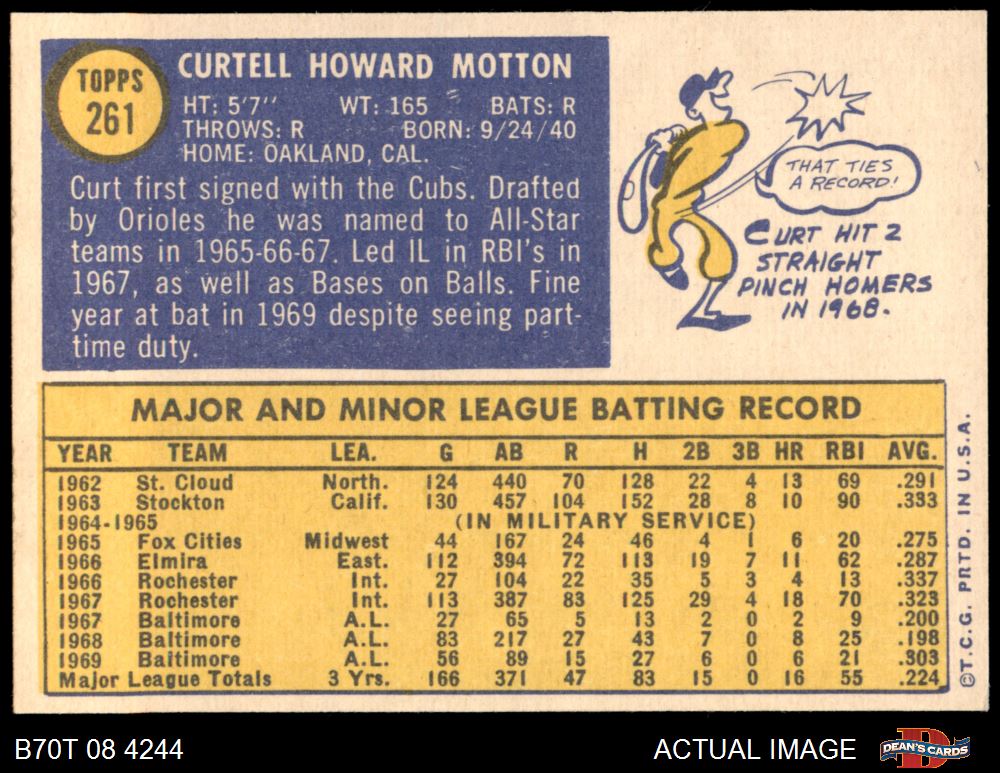 TOPPS
261
CURTELL HOWARD MOTTON
HT: 5'7" WT: 165 BATS: R
THROWS: R BORN: 9/24/40
HOME: OAKLAND, CAL.
Curt first signed with the Cubs. Drafted
by Orioles he was named to All-Star
teams in 1965-66-67. Led IL in RBI's in
1967, as well as Bases on Balls. Fine
year at bat in 1969 despite seeing part-
time duty.
THAT TIES
A RECORD!
CURT HIT 2
STRAIGHT
PINCH HOMERS
IN 1968.
MAJOR AND MINOR LEAGUE BATTING RECORD
YEAR TEAM LEA. G AB R H 2B 3B HR RBI AVG.
1962 St. Cloud North. 124 440 70 128 22 4 13 69 .291
1963 Stockton Calif. 130 457 104 152 28 8 10 90 .333
1964-1965 (IN MILITARY SERVICE)
1965 Fox Cities Midwest 44 167 24 46 4 1 6 20 .275
1966 Elmira East. 112 394 72 113 19 7 11 62 .287
1966 Rochester Int. 27 104 22 35 5 3 4 13 .337
1967 Rochester Int. 113 387 83 125 29 4 18 70 .323
1967 Baltimore A.L. 27 65 5 13 2 0 2 9 .200
1968 Baltimore A.L. 83 217 27 43 7 0 8 25 .198
1969 Baltimore A.L. 56 89 15 27 6 0 6 21 .303
Major League Totals 3 Yrs. 166 371 47 83 15 0 16 55 .224
©T.C.G. PRTD. IN U.S.A.
B70T 08 4244 ACTUAL IMAGE
DEAN'S CARDS